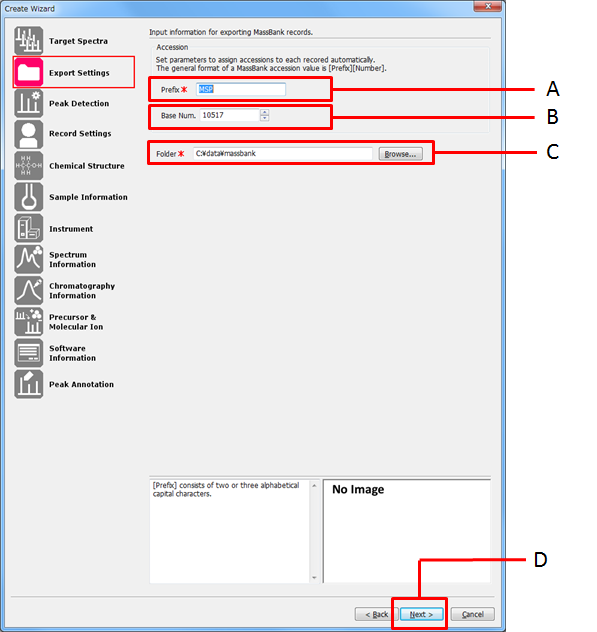 Create Wizard
Target Spectra
Export Settings
Peak Detection
Record Settings
Chemical Structure
Sample Information
Instrument
Spectrum
Information
Chromatography
Information
Precursor &
Molecular Ion
Software
Information
Peak Annotation
Input information for exporting MassBank records.
Accession
Set parameters to assign accessions to each recored automatically.
The general format of a MassBank accession value is [Prefix][Number].
Prefix * MSP
A
Base Num. 10517
B
Folder * C:¥data¥massbank Browse...
C
[Prefix] consists of two or three alphabetical
capital characters.
No Image
D
< Back Next > Cancel